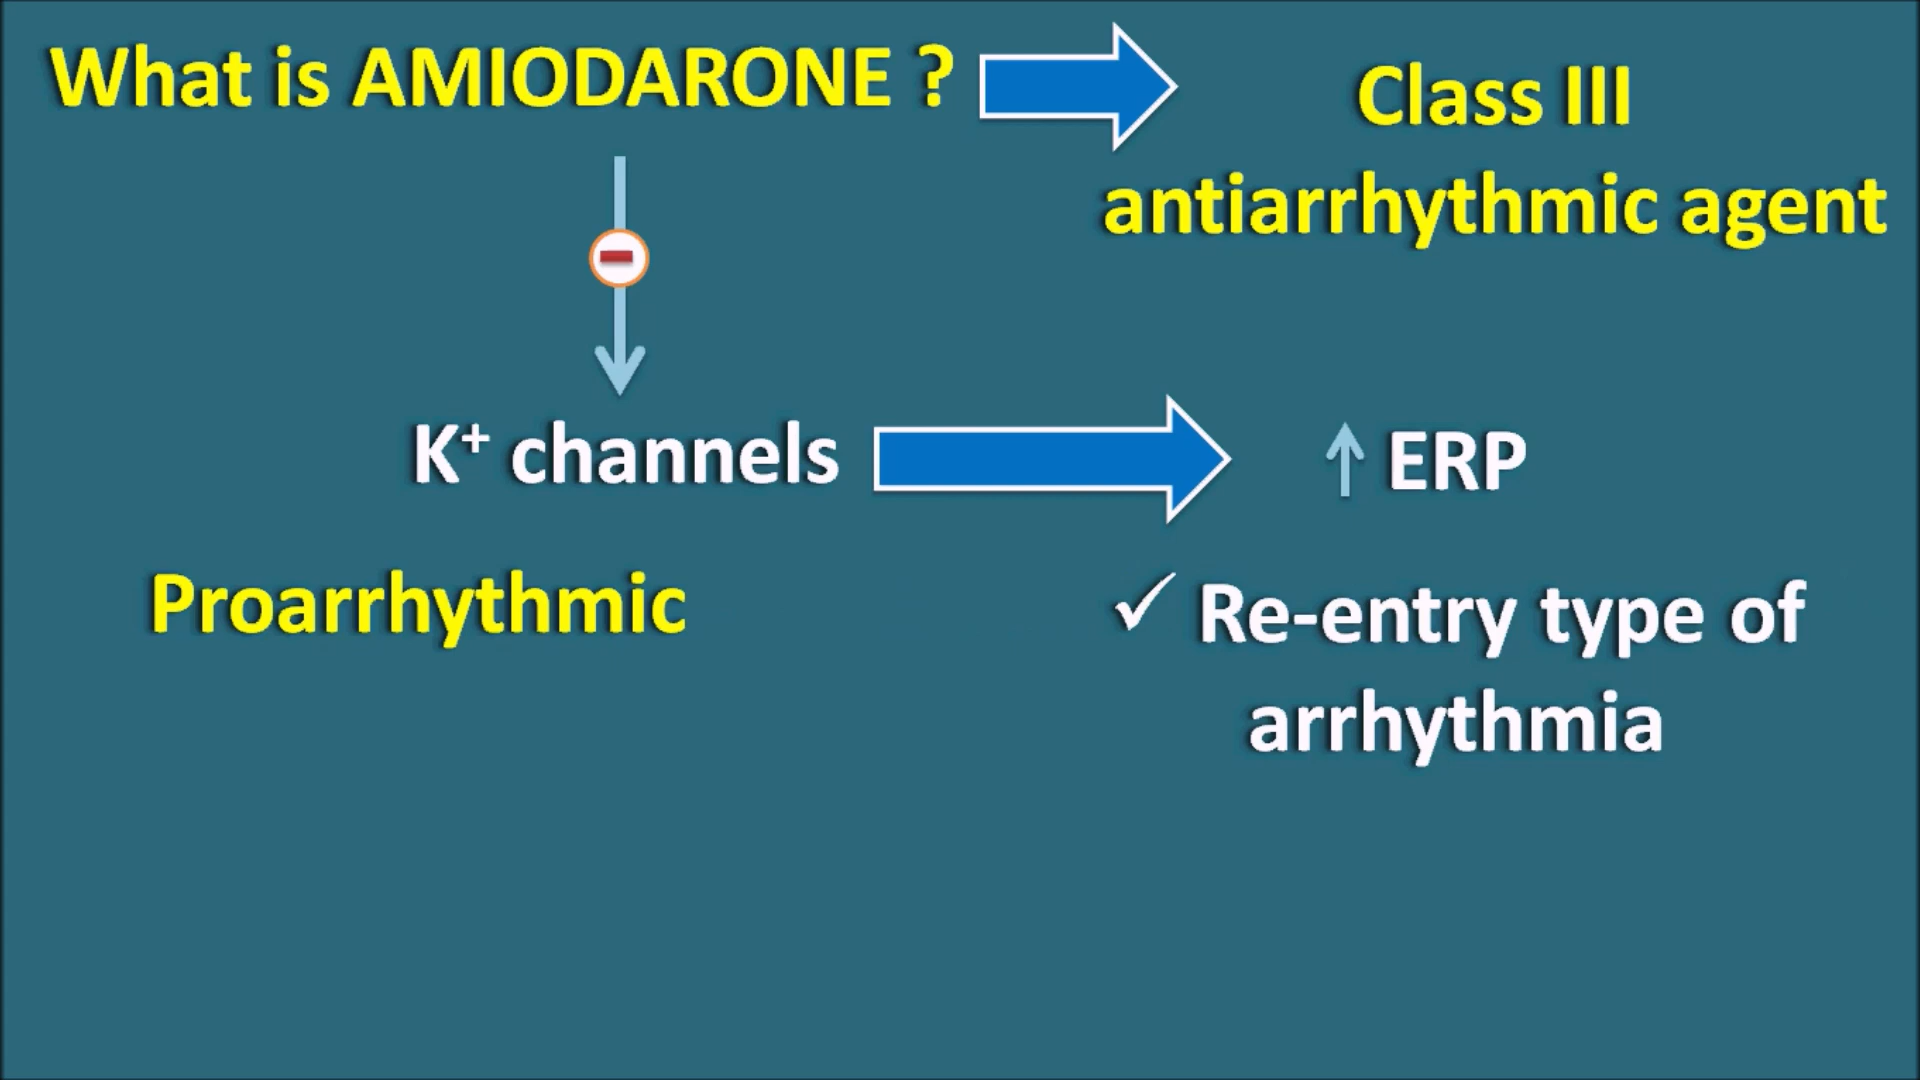 What is AMIODARONE ?
Class III
antiarrhythmic agent
K⁺ channels
↑ ERP
Proarrhythmic
✓ Re-entry type of
arrhythmia